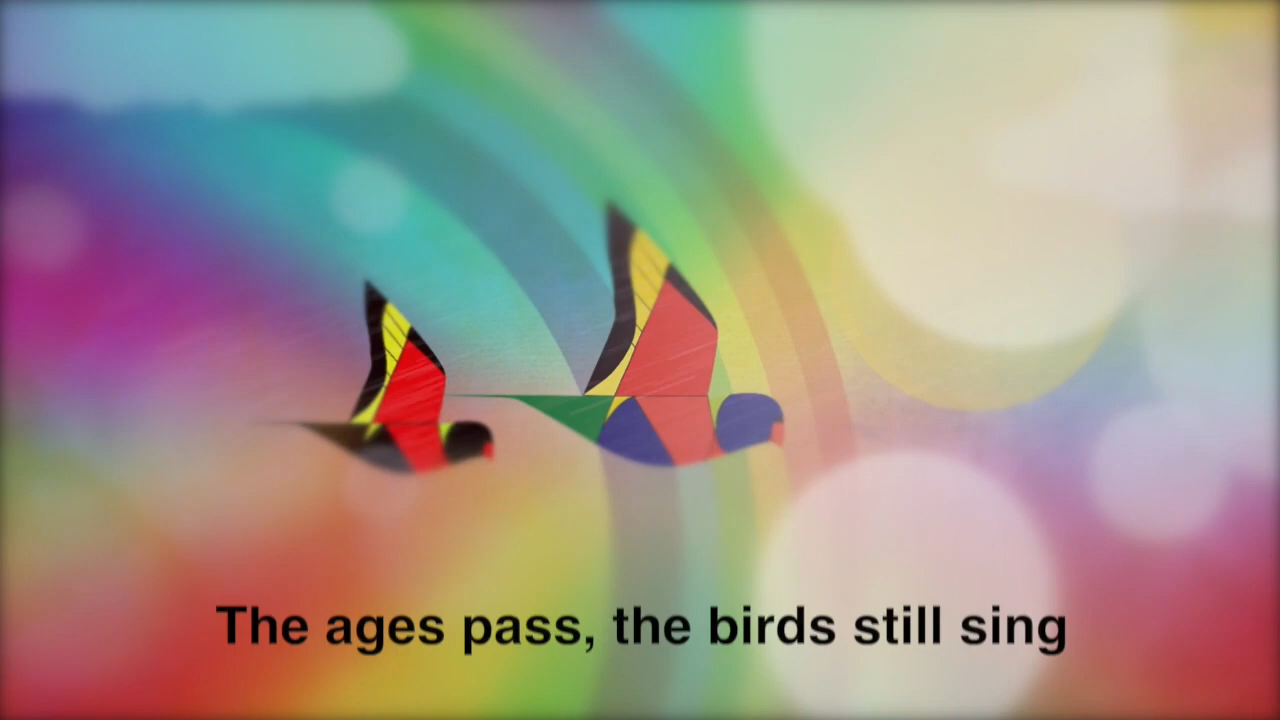 The ages pass, the birds still sing